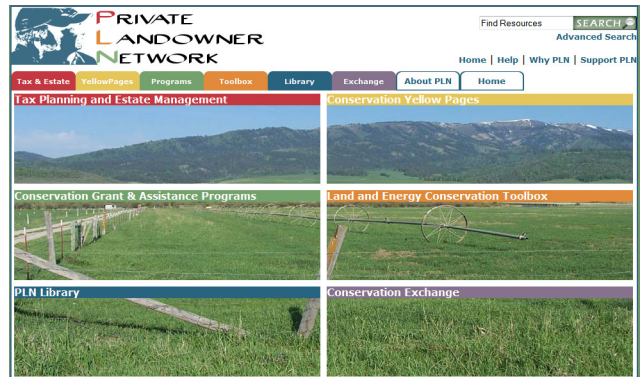 PRIVATE
LANDOWNER
NETWORK
Find Resources SEARCH
Advanced Search
Home | Help | Why PLN | Support PLN
Tax & Estate YellowPages Programs Toolbox Library Exchange About PLN Home
Tax Planning and Estate Management
Conservation Yellow Pages
Conservation Grant & Assistance Programs
Land and Energy Conservation Toolbox
PLN Library
Conservation Exchange